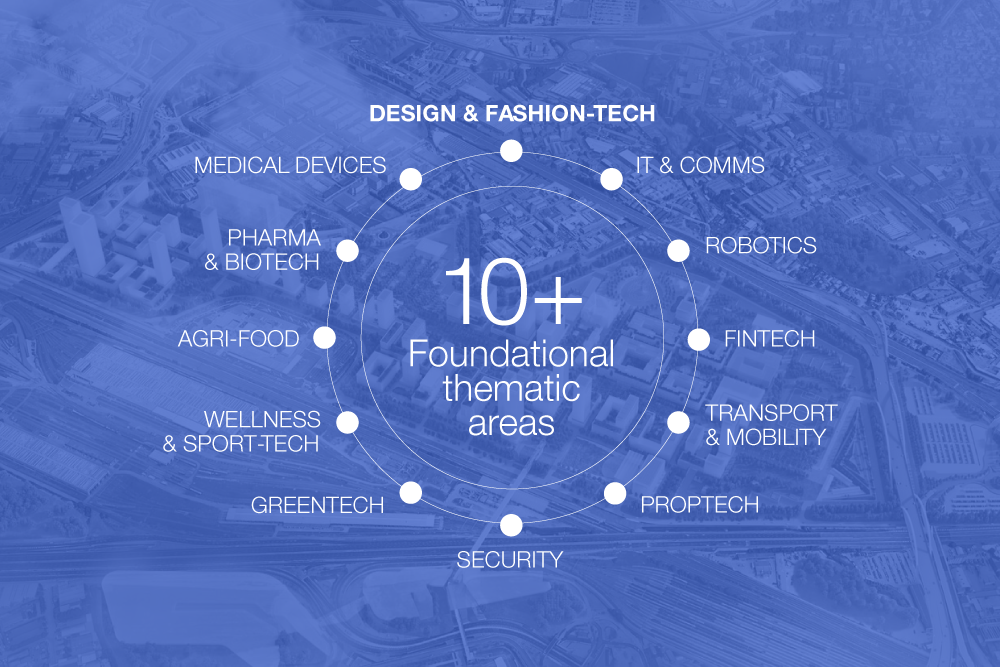 DESIGN & FASHION-TECH
MEDICAL DEVICES
IT & COMMS
PHARMA
& BIOTECH
ROBOTICS
10+
Foundational
thematic
areas
AGRI-FOOD
FINTECH
WELLNESS
& SPORT-TECH
TRANSPORT
& MOBILITY
GREENTECH
PROPTECH
SECURITY